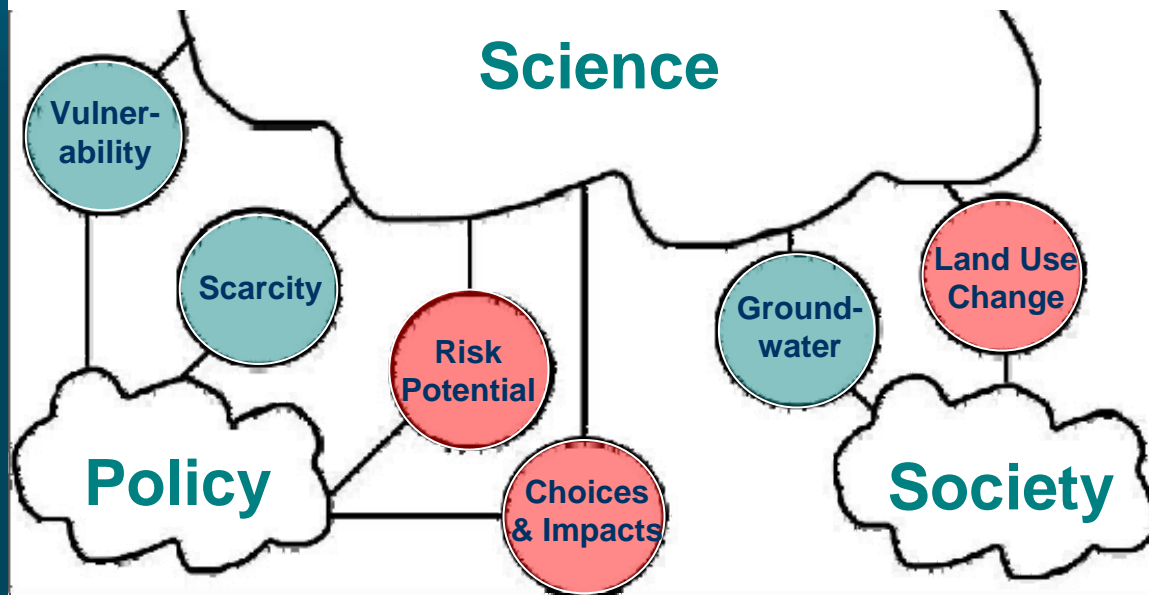 Science
Vulner-
ability
Scarcity
Land Use
Change
Ground-
water
Risk
Potential
Policy
Choices
& Impacts
Society